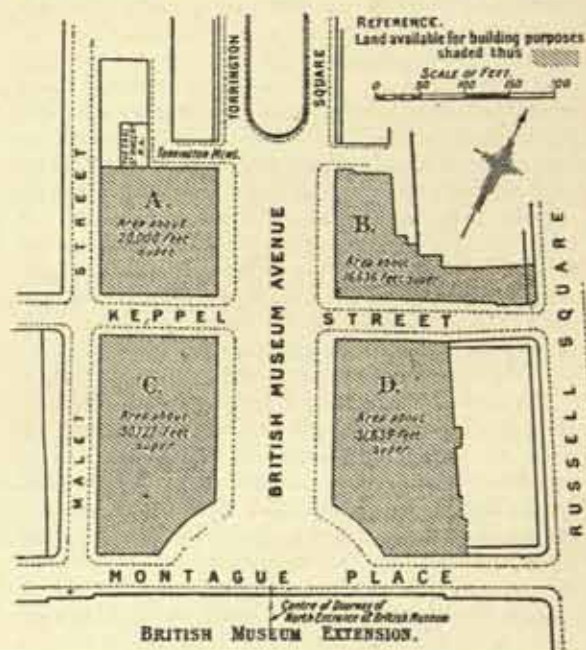 REFERENCE.
Land available for building purposes
shaded thus
SCALE OF FEET.
0 50 100 150 200
TORRINGTON
SQUARE
TORRINGTON MEWS.
A.
Area about
20,000 Feet
super
B.
Area about
16,636 Feet super
KEPPEL STREET
C.
Area about
30,127 Feet
super
D.
Area about
31,839 Feet
super
MALET STREET
BRITISH MUSEUM AVENUE
RUSSELL SQUARE
MONTAGUE PLACE
Centre of Doorway of
North Entrance of British Museum
BRITISH MUSEUM EXTENSION.